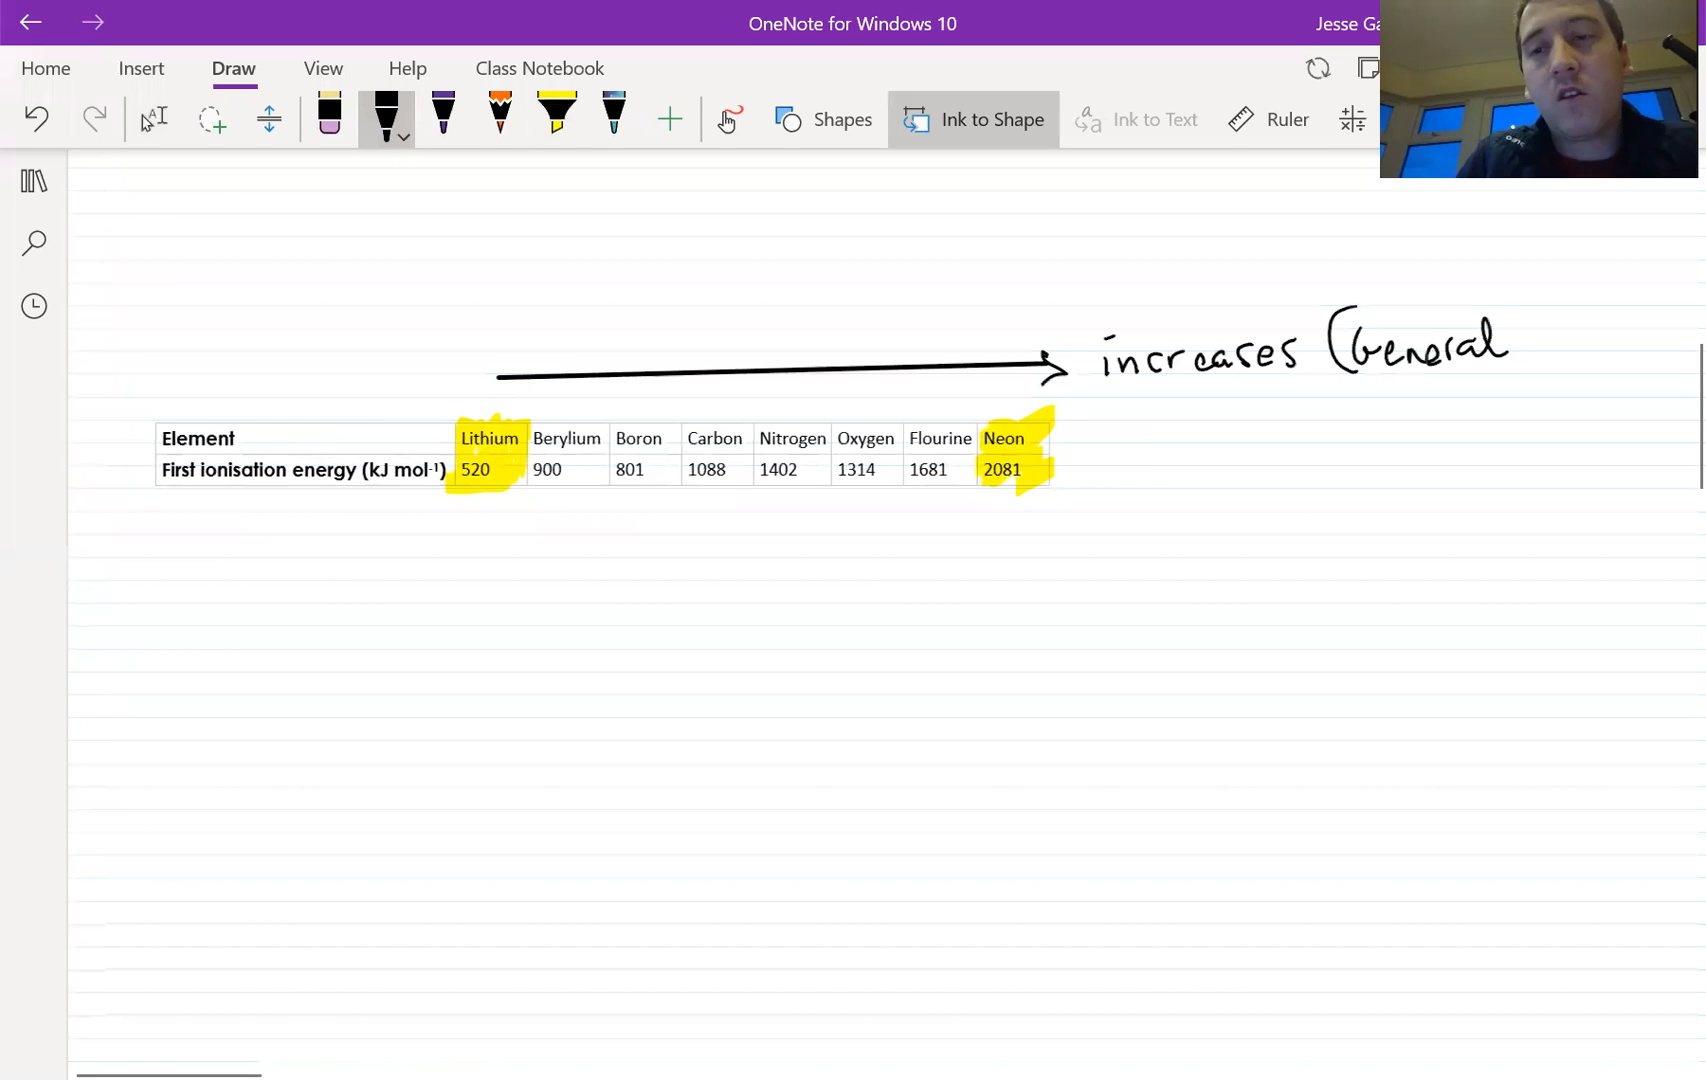 OneNote for Windows 10
Jesse Ga
Home Insert Draw View Help Class Notebook
Shapes Ink to Shape Ink to Text Ruler
increases (General
Element Lithium Berylium Boron Carbon Nitrogen Oxygen Flourine Neon
First ionisation energy (kJ mol-1) 520 900 801 1088 1402 1314 1681 2081